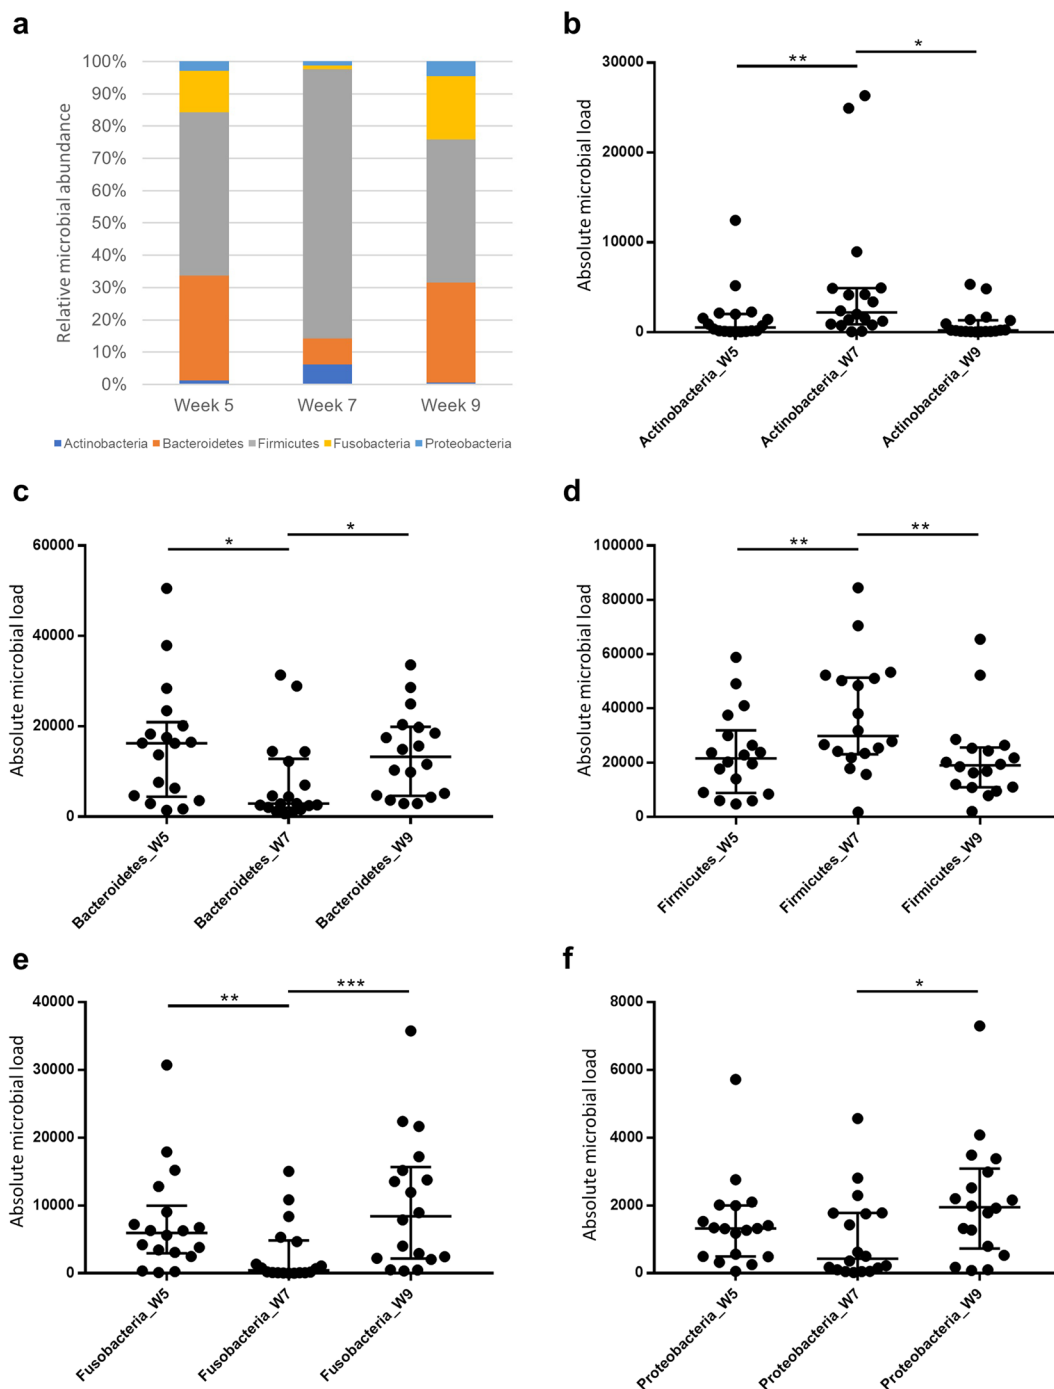 a
Relative microbial abundance
100%
90%
80%
70%
60%
50%
40%
30%
20%
10%
0%
Week 5 Week 7 Week 9
Actinobacteria Bacteroidetes Firmicutes Fusobacteria Proteobacteria
b
Absolute microbial load
30000
20000
10000
0
** *
Actinobacteria_W5
Actinobacteria_W7
Actinobacteria_W9
c
Absolute microbial load
60000
40000
20000
0
* *
Bacteroidetes_W5
Bacteroidetes_W7
Bacteroidetes_W9
d
Absolute microbial load
100000
80000
60000
40000
20000
0
** **
Firmicutes_W5
Firmicutes_W7
Firmicutes_W9
e
Absolute microbial load
40000
30000
20000
10000
0
** ***
Fusobacteria_W5
Fusobacteria_W7
Fusobacteria_W9
f
Absolute microbial load
8000
6000
4000
2000
0
*
Proteobacteria_W5
Proteobacteria_W7
Proteobacteria_W9